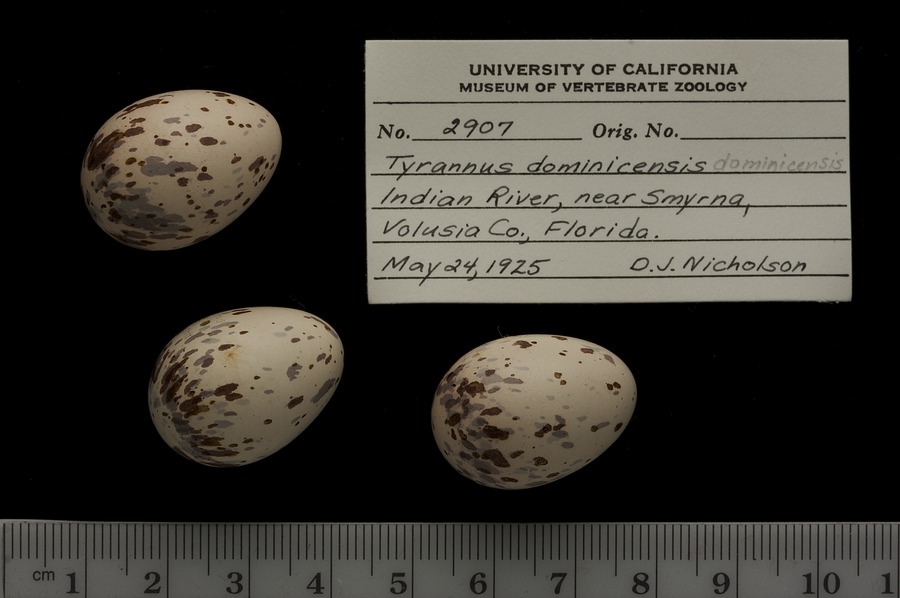 UNIVERSITY OF CALIFORNIA
MUSEUM OF VERTEBRATE ZOOLOGY
No. 2907 Orig. No.
Tyrannus dominicensis dominicensis
Indian River, near Smyrna,
Volusia Co., Florida.
May 24, 1925 D.J. Nicholson
cm 1 2 3 4 5 6 7 8 9 10 1